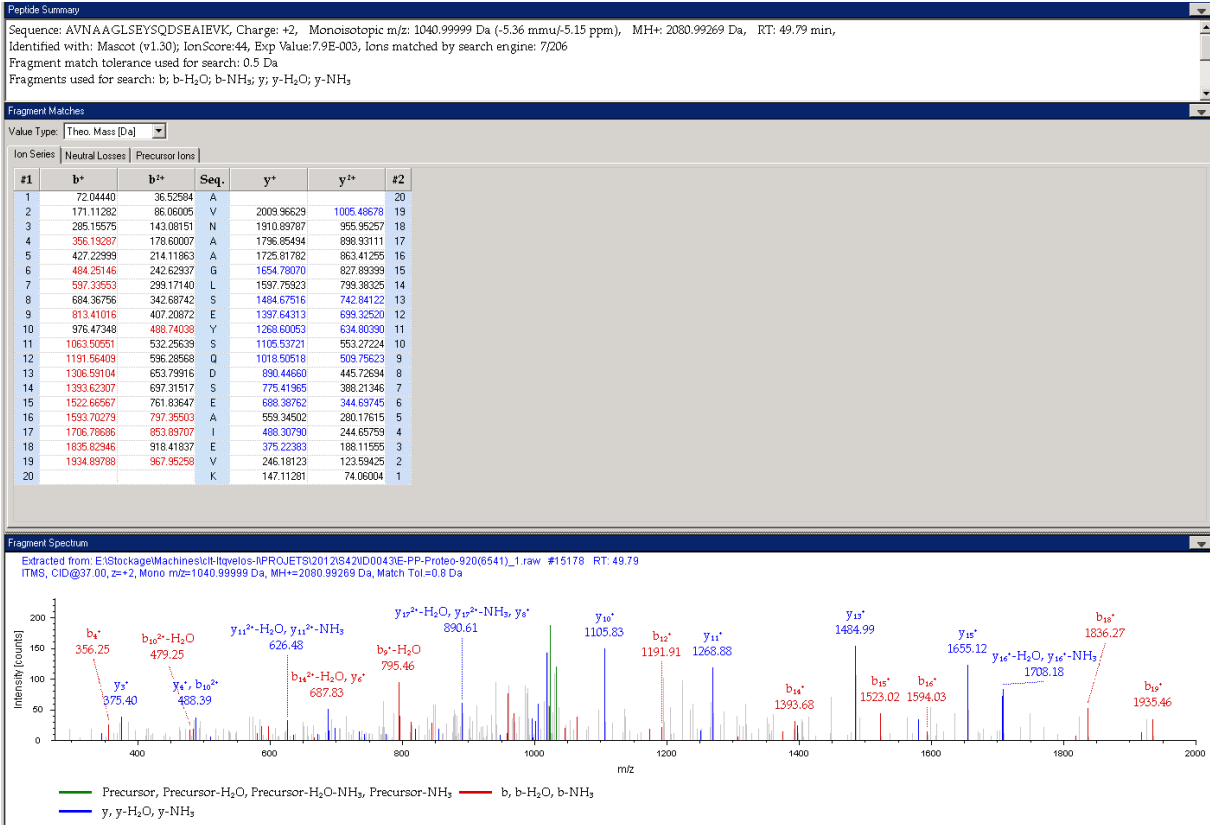 Peptide Summary
Sequence: AVNAAGLSEYSQDSEAIEVK, Charge: +2, Monoisotopic m/z: 1040.99999 Da (-5.36 mmu/-5.15 ppm), MH+: 2080.99269 Da, RT: 49.79 min,
Identified with: Mascot (v1.30); IonScore:44, Exp Value:7.9E-003, Ions matched by search engine: 7/206
Fragment match tolerance used for search: 0.5 Da
Fragments used for search: b; b-H₂O; b-NH₃; y; y-H₂O; y-NH₃
Fragment Matches
Value Type: Theo. Mass [Da]
Ion Series Neutral Losses Precursor Ions
#1 b⁺ b²⁺ Seq. y⁺ y²⁺ #2
1 72.04440 36.52584 A 20
2 171.11282 86.06005 V 2009.96629 1005.48678 19
3 285.15575 143.08151 N 1910.89787 955.95257 18
4 356.19287 178.60007 A 1796.85494 898.93111 17
5 427.22999 214.11863 A 1725.81782 863.41255 16
6 484.25146 242.62937 G 1654.78070 827.89399 15
7 597.33553 299.17140 L 1597.75923 799.38325 14
8 684.36756 342.68742 S 1484.67516 742.84122 13
9 813.41016 407.20872 E 1397.64313 699.32520 12
10 976.47348 488.74038 Y 1268.60053 634.80390 11
11 1063.50551 532.25639 S 1105.53721 553.27224 10
12 1191.56409 596.28568 Q 1018.50518 509.75623 9
13 1306.59104 653.79916 D 890.44660 445.72694 8
14 1393.62307 697.31517 S 775.41965 388.21346 7
15 1522.66567 761.83647 E 688.38762 344.69745 6
16 1593.70279 797.35503 A 559.34502 280.17615 5
17 1706.78686 853.89707 I 488.30790 244.65759 4
18 1835.82946 918.41837 E 375.22383 188.11555 3
19 1934.89788 967.95258 V 246.18123 123.59425 2
20 K 147.11281 74.06004 1
Fragment Spectrum
Extracted from: E:\Stockage\Machines\clt-ltqvelos-l\PROJETS\2012\S42\ID0043\E-PP-Proteo-920(6541)_1.raw #15178 RT: 49.79
ITMS, CID@37.00, z=+2, Mono m/z=1040.99999 Da, MH+=2080.99269 Da, Match Tol.=0.8 Da
Intensity [counts]
200
150
100
50
0
b₄⁺
356.25
y₃⁺
375.40
b₁₀²⁺-H₂O
479.25
y₄⁺, b₁₀²⁺
488.39
y₁₁²⁺-H₂O, y₁₁²⁺-NH₃
626.48
b₁₄²⁺-H₂O, y₆⁺
687.83
b₉⁺-H₂O
795.46
y₁₇²⁺-H₂O, y₁₇²⁺-NH₃, y₈⁺
890.61
y₁₀⁺
1105.83
b₁₂⁺
1191.91
y₁₁⁺
1268.88
b₁₄⁺
1393.68
y₁₃⁺
1484.99
b₁₅⁺
1523.02
b₁₆⁺
1594.03
y₁₅⁺
1655.12
y₁₆⁺-H₂O, y₁₆⁺-NH₃
1708.18
b₁₈⁺
1836.27
b₁₉⁺
1935.46
400 600 800 1000 1200 1400 1600 1800 2000
m/z
Precursor, Precursor-H₂O, Precursor-H₂O-NH₃, Precursor-NH₃ b, b-H₂O, b-NH₃
y, y-H₂O, y-NH₃